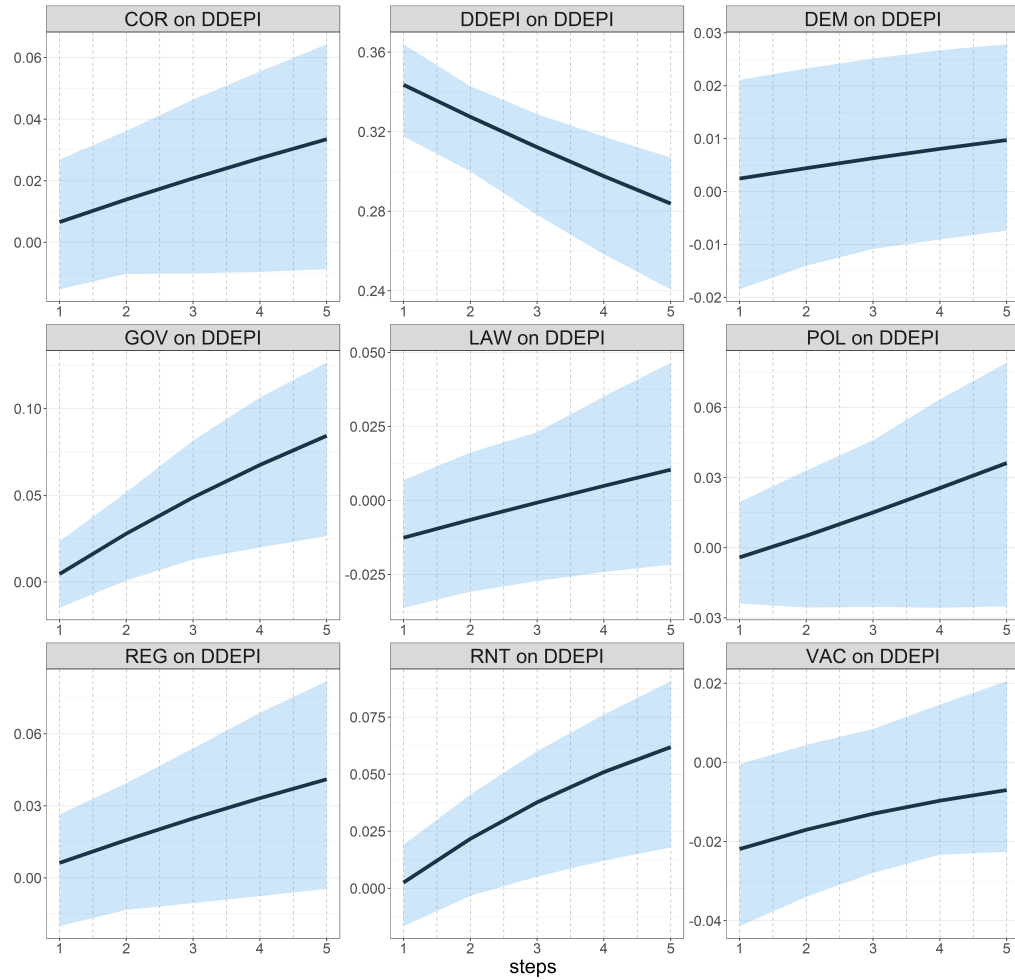 COR on DDEPI
DDEPI on DDEPI
DEM on DDEPI
0.06
0.04
0.02
0.00
0.36
0.32
0.28
0.24
0.03
0.02
0.01
0.00
-0.01
-0.02
1 2 3 4 5
1 2 3 4 5
1 2 3 4 5
GOV on DDEPI
LAW on DDEPI
POL on DDEPI
0.10
0.05
0.00
0.050
0.025
0.000
-0.025
0.06
0.03
0.00
-0.03
1 2 3 4 5
1 2 3 4 5
1 2 3 4 5
REG on DDEPI
RNT on DDEPI
VAC on DDEPI
0.06
0.03
0.00
0.075
0.050
0.025
0.000
0.02
0.00
-0.02
-0.04
1 2 3 4 5
1 2 3 4 5
1 2 3 4 5
steps